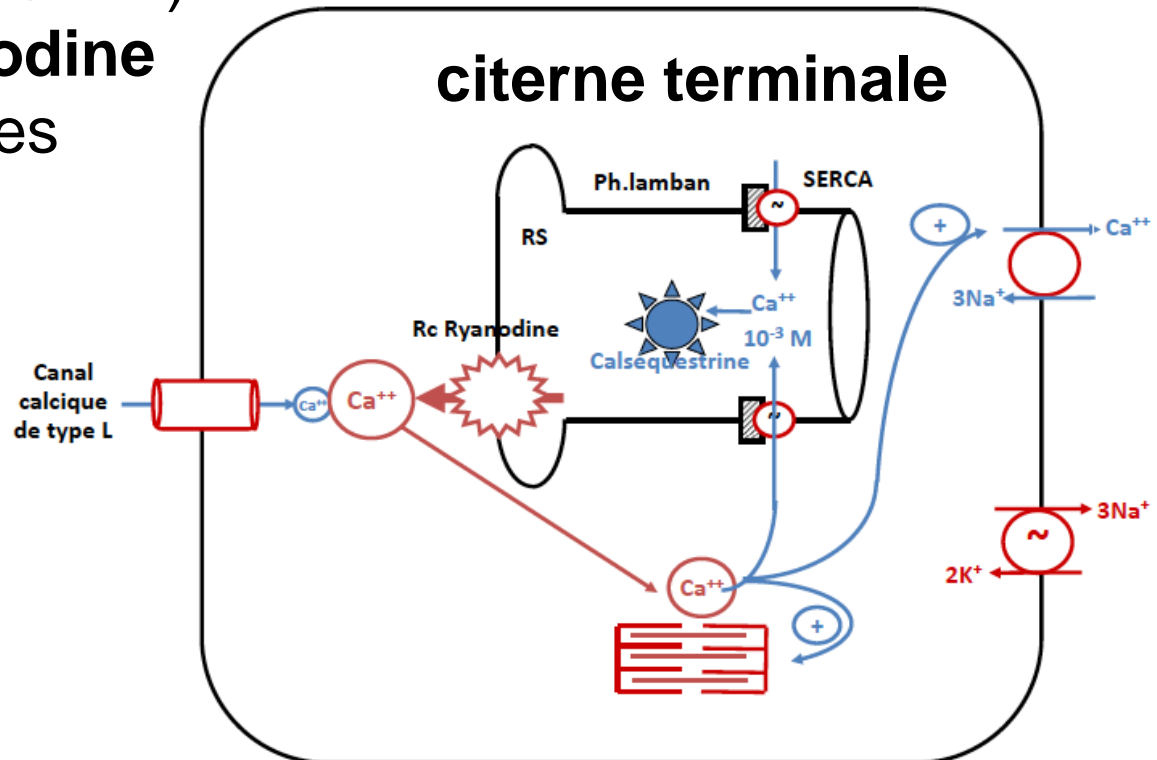 odine
es
citerne terminale
Ph.lamban
SERCA
RS
+
Ca⁺⁺
3Na⁺
Ca⁺⁺
10⁻³ M
Calséquestrine
Rc Ryanodine
Canal
calcique
de type L
Ca⁺⁺
Ca⁺⁺
~
~
3Na⁺
~
2K⁺
Ca⁺⁺
+